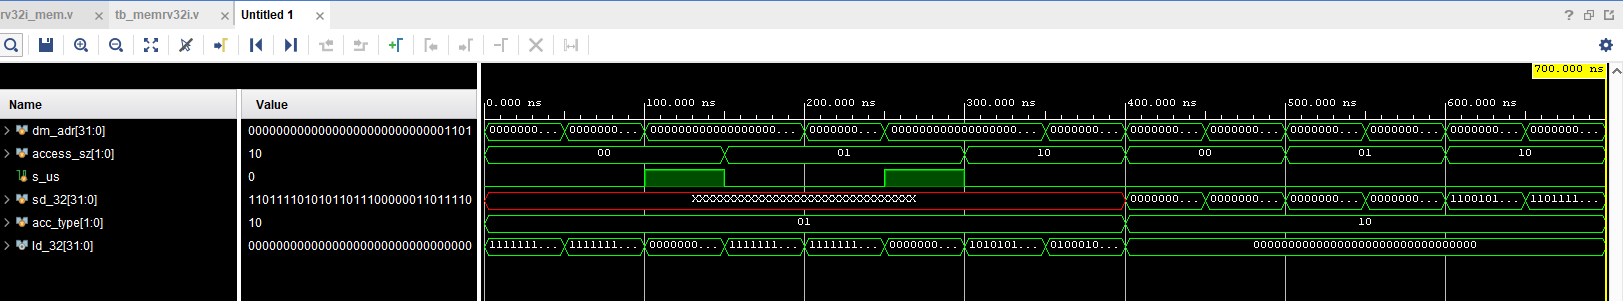 rv32i_mem.v × tb_memrv32i.v × Untitled 1 ×
700.000 ns
Name Value 0.000 ns 100.000 ns 200.000 ns 300.000 ns 400.000 ns 500.000 ns 600.000 ns
dm_adr[31:0] 00000000000000000000000000001101 0000000... 0000000... 00000000000000000... 0000000... 00000000000000000... 0000000... 0000000... 0000000... 0000000... 0000000... 0000000... 0000000...
access_sz[1:0] 10 00 01 10 00 01 10
s_us 0
sd_32[31:0] XXXXXXXXXXXXXXXXXXXXXXXXXXXX 0000000... 0000000... 0000000... 0000000... 1100101... 1101111...
acc_type[1:0] 10 01 10
ld_32[31:0] 00000000000000000000000000000000 1111111... 1111111... 0000000... 1111111... 1111111... 0000000... 1010101... 0100010... 00000000000000000000000000000000